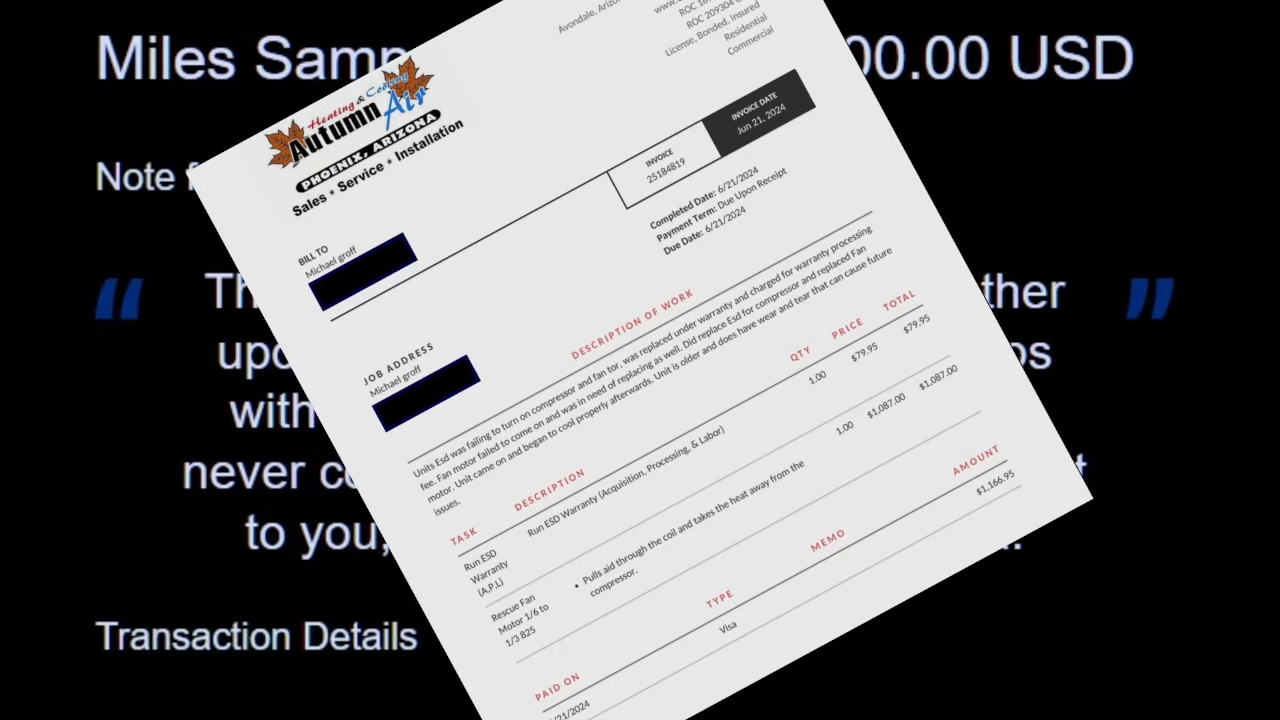 Miles Samp
00.00 USD
Note f
“
Th
ther
”
upo
ps
with
never co
t
to you,
Transaction Details
Avondale, Arizo
www.
ROC
ROC 209304
License, Bonded, Insured
Residential
Commercial
Heating & Cooling
Autumn Air
PHOENIX, ARIZONA
Sales * Service * Installation
INVOICE
25184819
INVOICE DATE
Jun 21, 2024
BILL TO
Michael groff
Completed Date: 6/21/2024
Payment Term: Due Upon Receipt
Due Date: 6/21/2024
JOB ADDRESS
Michael groff
DESCRIPTION OF WORK
Units Esd was failing to turn on compressor and fan tor. was replaced under warranty and charged for warranty processing
fee. Fan motor failed to come on and was in need of replacing as well. Did replace Esd for compressor and replaced Fan
motor. Unit came on and began to cool properly afterwards. Unit is older and does have wear and tear that can cause future
issues.
TASK DESCRIPTION QTY PRICE TOTAL
Run ESD Run ESD Warranty (Acquisition, Processing, & Labor) 1.00 $79.95 $79.95
Warranty
(A.P.L)
Rescue Fan • Pulls aid through the coil and takes the heat away from the 1.00 $1,087.00 $1,087.00
Motor 1/6 to compressor.
1/3 825
PAID ON TYPE MEMO AMOUNT
/21/2024 Visa $1,166.95